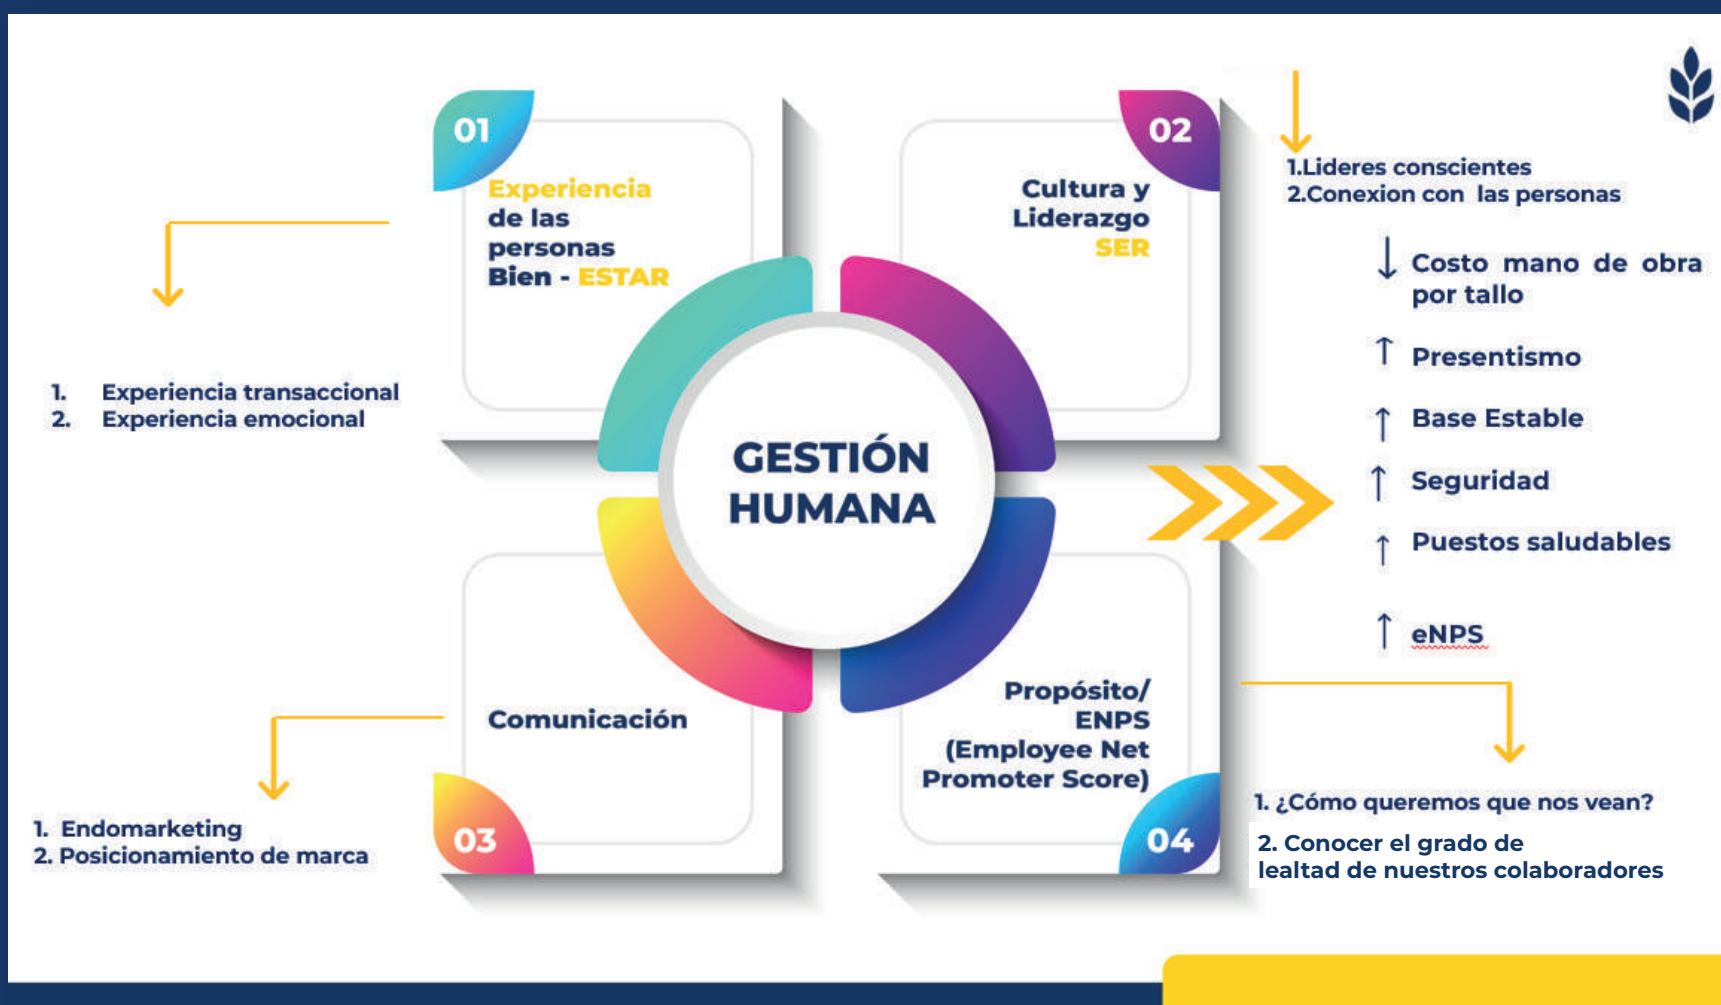 01
Experiencia
de las
personas
Bien - ESTAR
1. Experiencia transaccional
2. Experiencia emocional
02
Cultura y
Liderazgo
SER
1.Lideres conscientes
2.Conexion con las personas
↓ Costo mano de obra
por tallo
↑ Presentismo
↑ Base Estable
↑ Seguridad
↑ Puestos saludables
↑ eNPS
GESTIÓN
HUMANA
Comunicación
03
1. Endomarketing
2. Posicionamiento de marca
Propósito/
ENPS
(Employee Net
Promoter Score)
04
1. ¿Cómo queremos que nos vean?
2. Conocer el grado de
lealtad de nuestros colaboradores